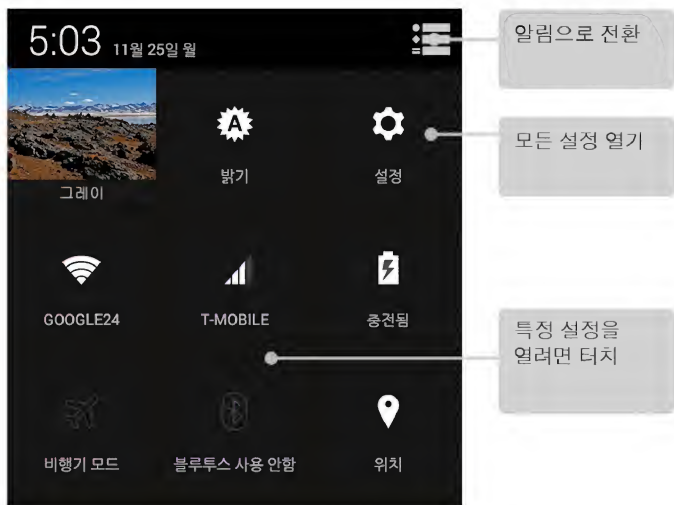 5:03 11월 25일 월
알림으로 전환
모든 설정 열기
그레이
밝기
설정
GOOGLE24
T-MOBILE
충전됨
특정 설정을
열려면 터치
비행기 모드
블루투스 사용 안함
위치